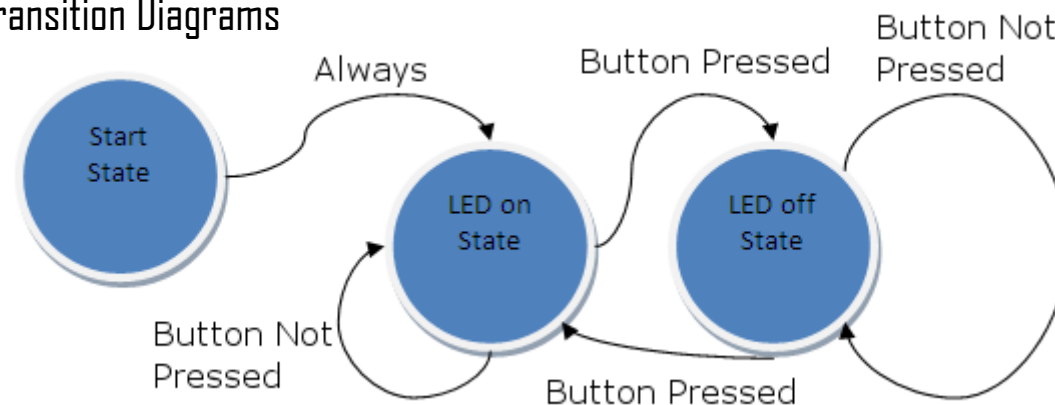 ransition Diagrams
Always
Button Pressed
Button Not
Pressed
Start
State
LED on
State
LED off
State
Button Not
Pressed
Button Pressed